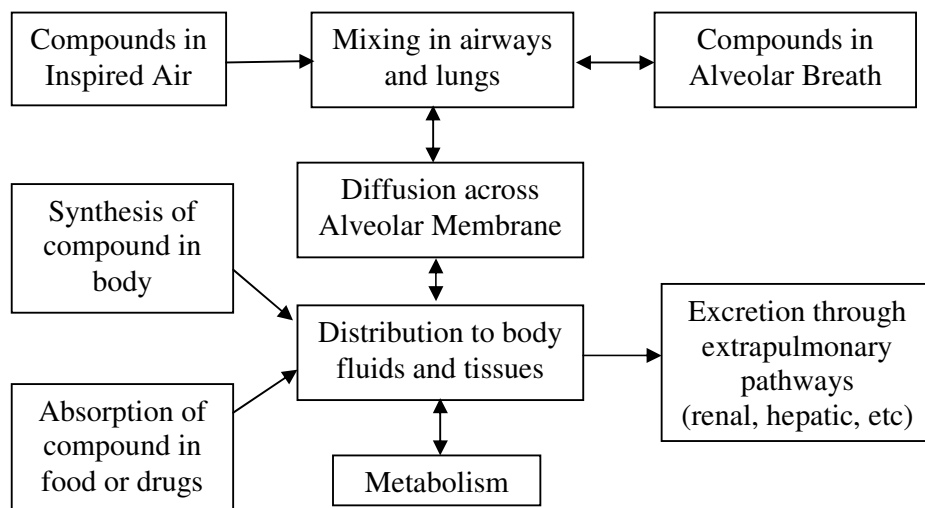 Compounds in
Inspired Air
Mixing in airways
and lungs
Compounds in
Alveolar Breath
Diffusion across
Alveolar Membrane
Synthesis of
compound in
body
Distribution to body
fluids and tissues
Excretion through
extrapulmonary
pathways
(renal, hepatic, etc)
Absorption of
compound in
food or drugs
Metabolism